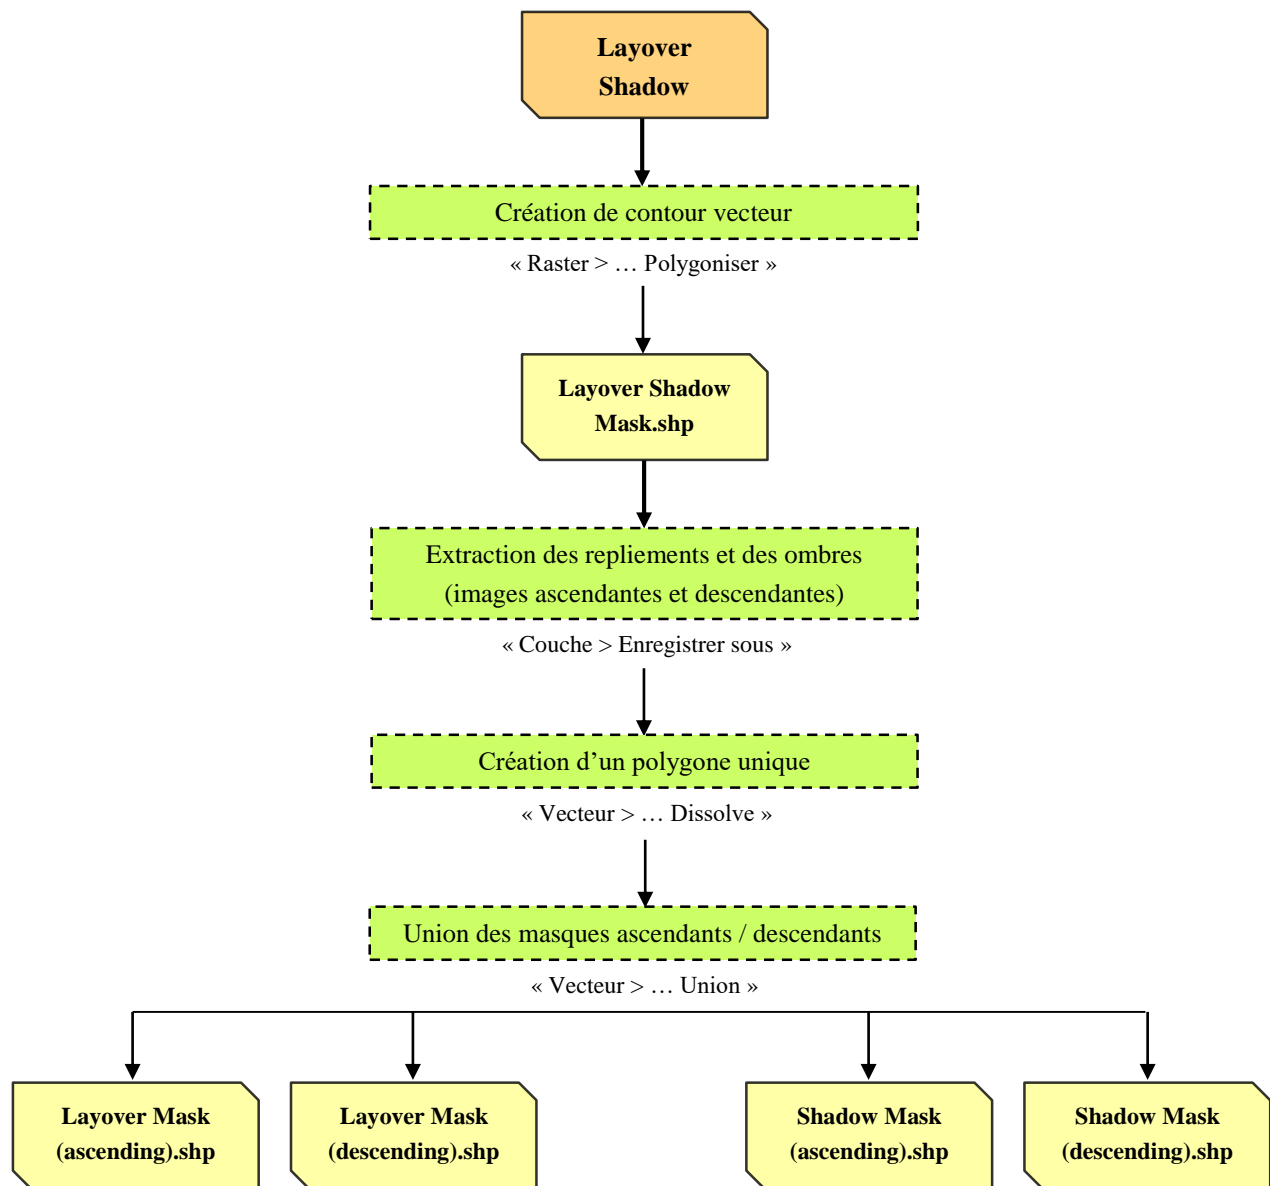 Layover
Shadow
Création de contour vecteur
« Raster > … Polygoniser »
Layover Shadow
Mask.shp
Extraction des repliements et des ombres
(images ascendantes et descendantes)
« Couche > Enregistrer sous »
Création d’un polygone unique
« Vecteur > … Dissolve »
Union des masques ascendants / descendants
« Vecteur > … Union »
Layover Mask
(ascending).shp
Layover Mask
(descending).shp
Shadow Mask
(ascending).shp
Shadow Mask
(descending).shp